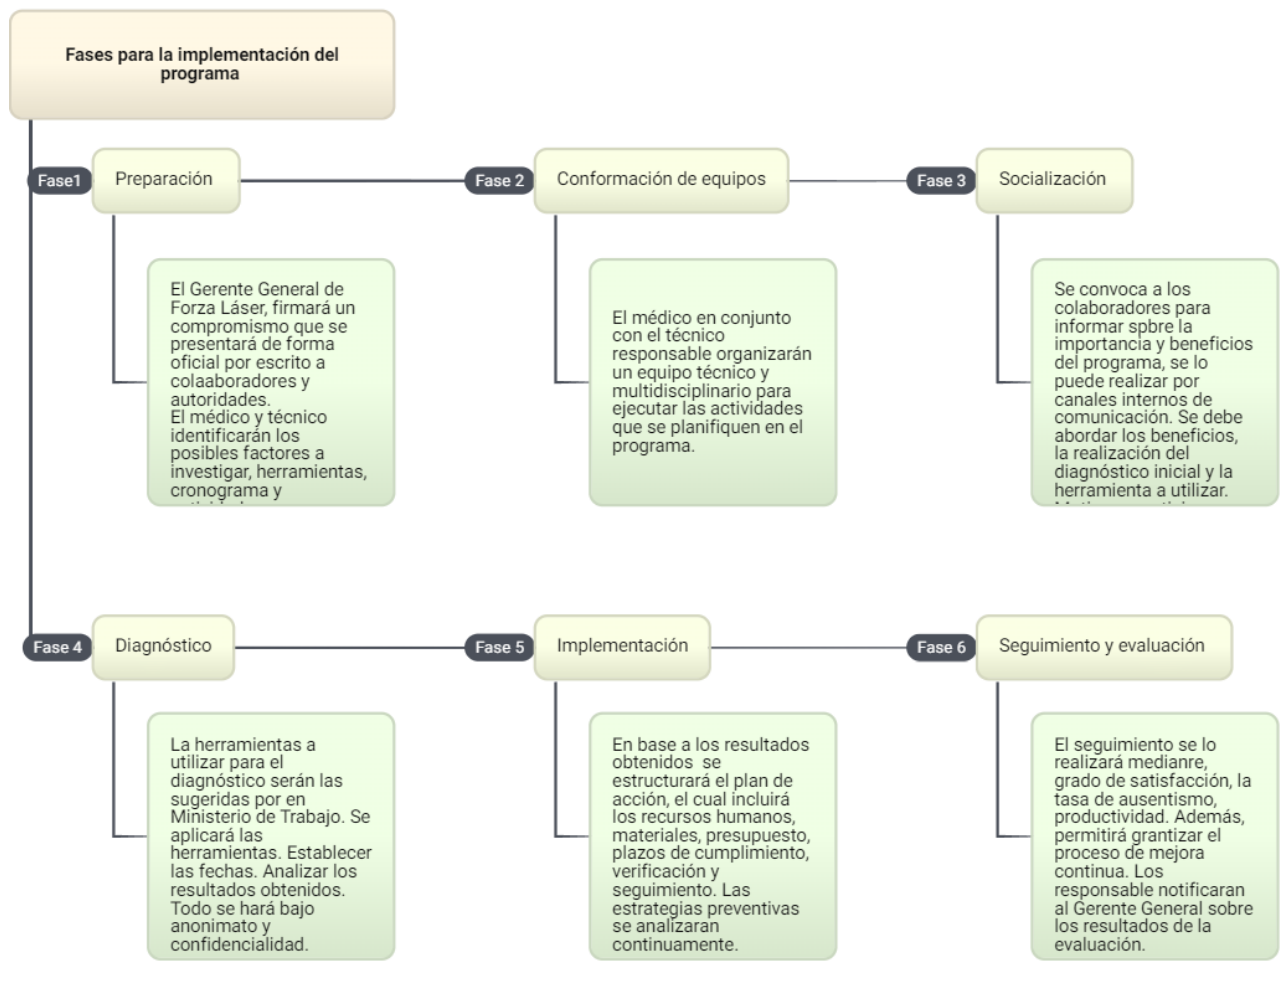 Fases para la implementación del
programa
Fase1
Preparación
Fase 2
Conformación de equipos
Fase 3
Socialización
El Gerente General de
Forza Láser, firmará un
compromiso que se
presentará de forma
oficial por escrito a
colaaboradores y
autoridades.
El médico y técnico
identificarán los
posibles factores a
investigar, herramientas,
cronograma y
El médico en conjunto
con el técnico
responsable organizarán
un equipo técnico y
multidisciplinario para
ejecutar las actividades
que se planifiquen en el
programa.
Se convoca a los
colaboradores para
informar spbre la
importancia y beneficios
del programa, se lo
puede realizar por
canales internos de
comunicación. Se debe
abordar los beneficios,
la realización del
diagnóstico inicial y la
herramienta a utilizar.
Fase 4
Diagnóstico
Fase 5
Implementación
Fase 6
Seguimiento y evaluación
La herramientas a
utilizar para el
diagnóstico serán las
sugeridas por en
Ministerio de Trabajo. Se
aplicará las
herramientas. Establecer
las fechas. Analizar los
resultados obtenidos.
Todo se hará bajo
anonimato y
confidencialidad.
En base a los resultados
obtenidos  se
estructurará el plan de
acción, el cual incluirá
los recursos humanos,
materiales, presupuesto,
plazos de cumplimiento,
verificación y
seguimiento. Las
estrategias preventivas
se analizaran
continuamente.
El seguimiento se lo
realizará medianre,
grado de satisfacción, la
tasa de ausentismo,
productividad. Además,
permitirá grantizar el
proceso de mejora
continua. Los
responsable notificaran
al Gerente General sobre
los resultados de la
evaluación.